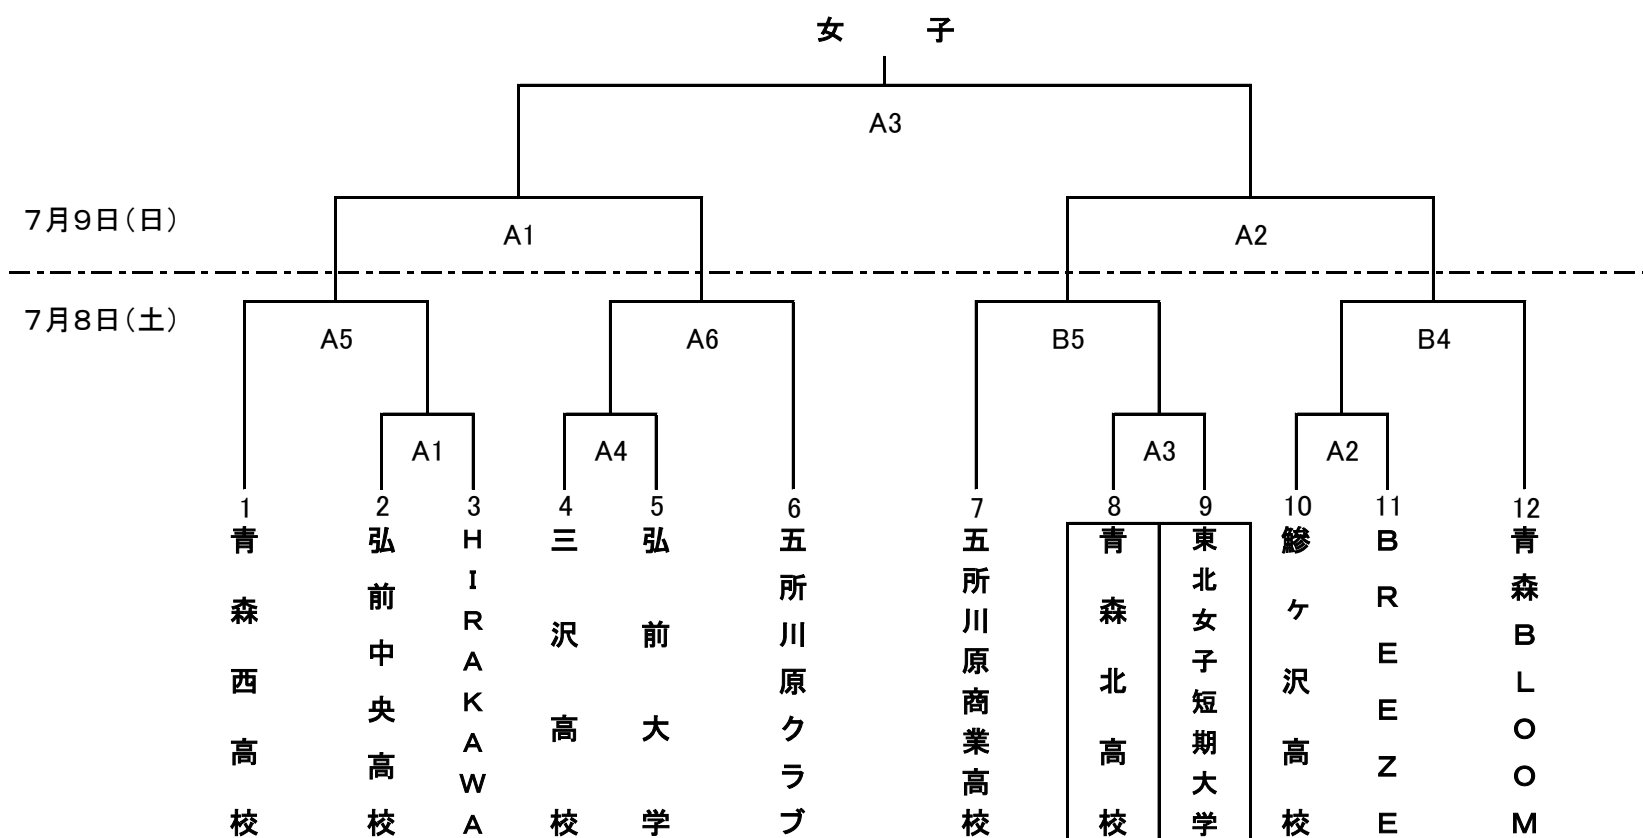 女　子
A3
7月9日(日)
A1
A2
7月8日(土)
A5
A6
B5
B4
A1
A4
A3
A2
1
2
3
4
5
6
7
8
9
10
11
12
青森西高校
弘前中央高校
HIRAKAWA
三沢高校
弘前大学
五所川原クラブ
五所川原商業高校
青森北高校
東北女子短期大学
鰺ヶ沢高校
BREEZE
青森BLOOM